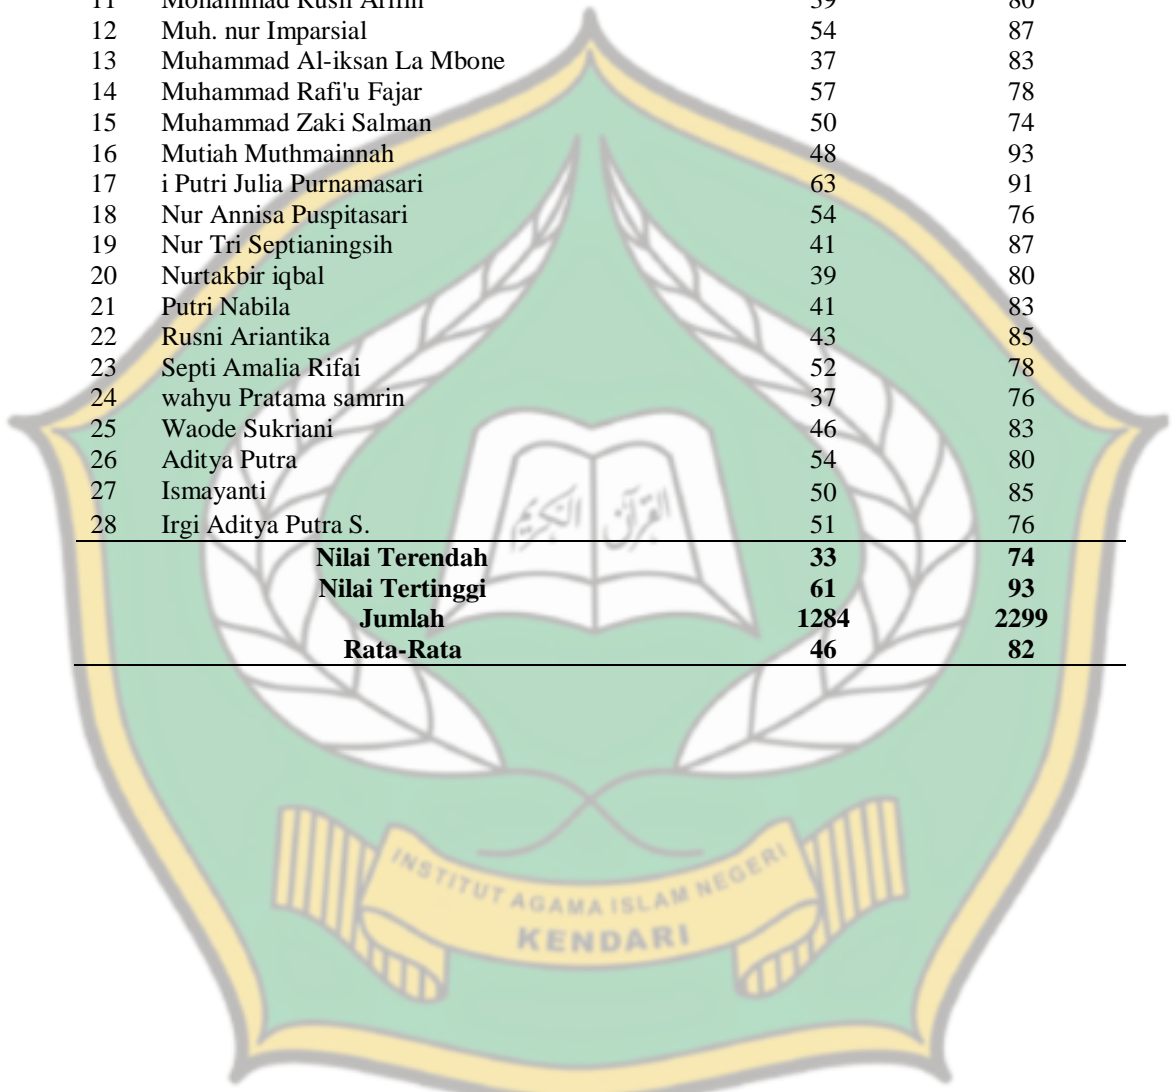 12 Muh. nur Imparsial 54 87
13 Muhammad Al-iksan La Mbone 37 83
14 Muhammad Rafi'u Fajar 57 78
15 Muhammad Zaki Salman 50 74
16 Mutiah Muthmainnah 48 93
17 i Putri Julia Purnamasari 63 91
18 Nur Annisa Puspitasari 54 76
19 Nur Tri Septianingsih 41 87
20 Nurtakbir iqbal 39 80
21 Putri Nabila 41 83
22 Rusni Ariantika 43 85
23 Septi Amalia Rifai 52 78
24 wahyu Pratama samrin 37 76
25 Waode Sukriani 46 83
26 Aditya Putra 54 80
27 Ismayanti 50 85
28 Irgi Aditya Putra S. 51 76
القرآن الكريم
Nilai Terendah 33 74
Nilai Tertinggi 61 93
Jumlah 1284 2299
Rata-Rata 46 82
INSTITUT AGAMA ISLAM NEGERI
KENDARI